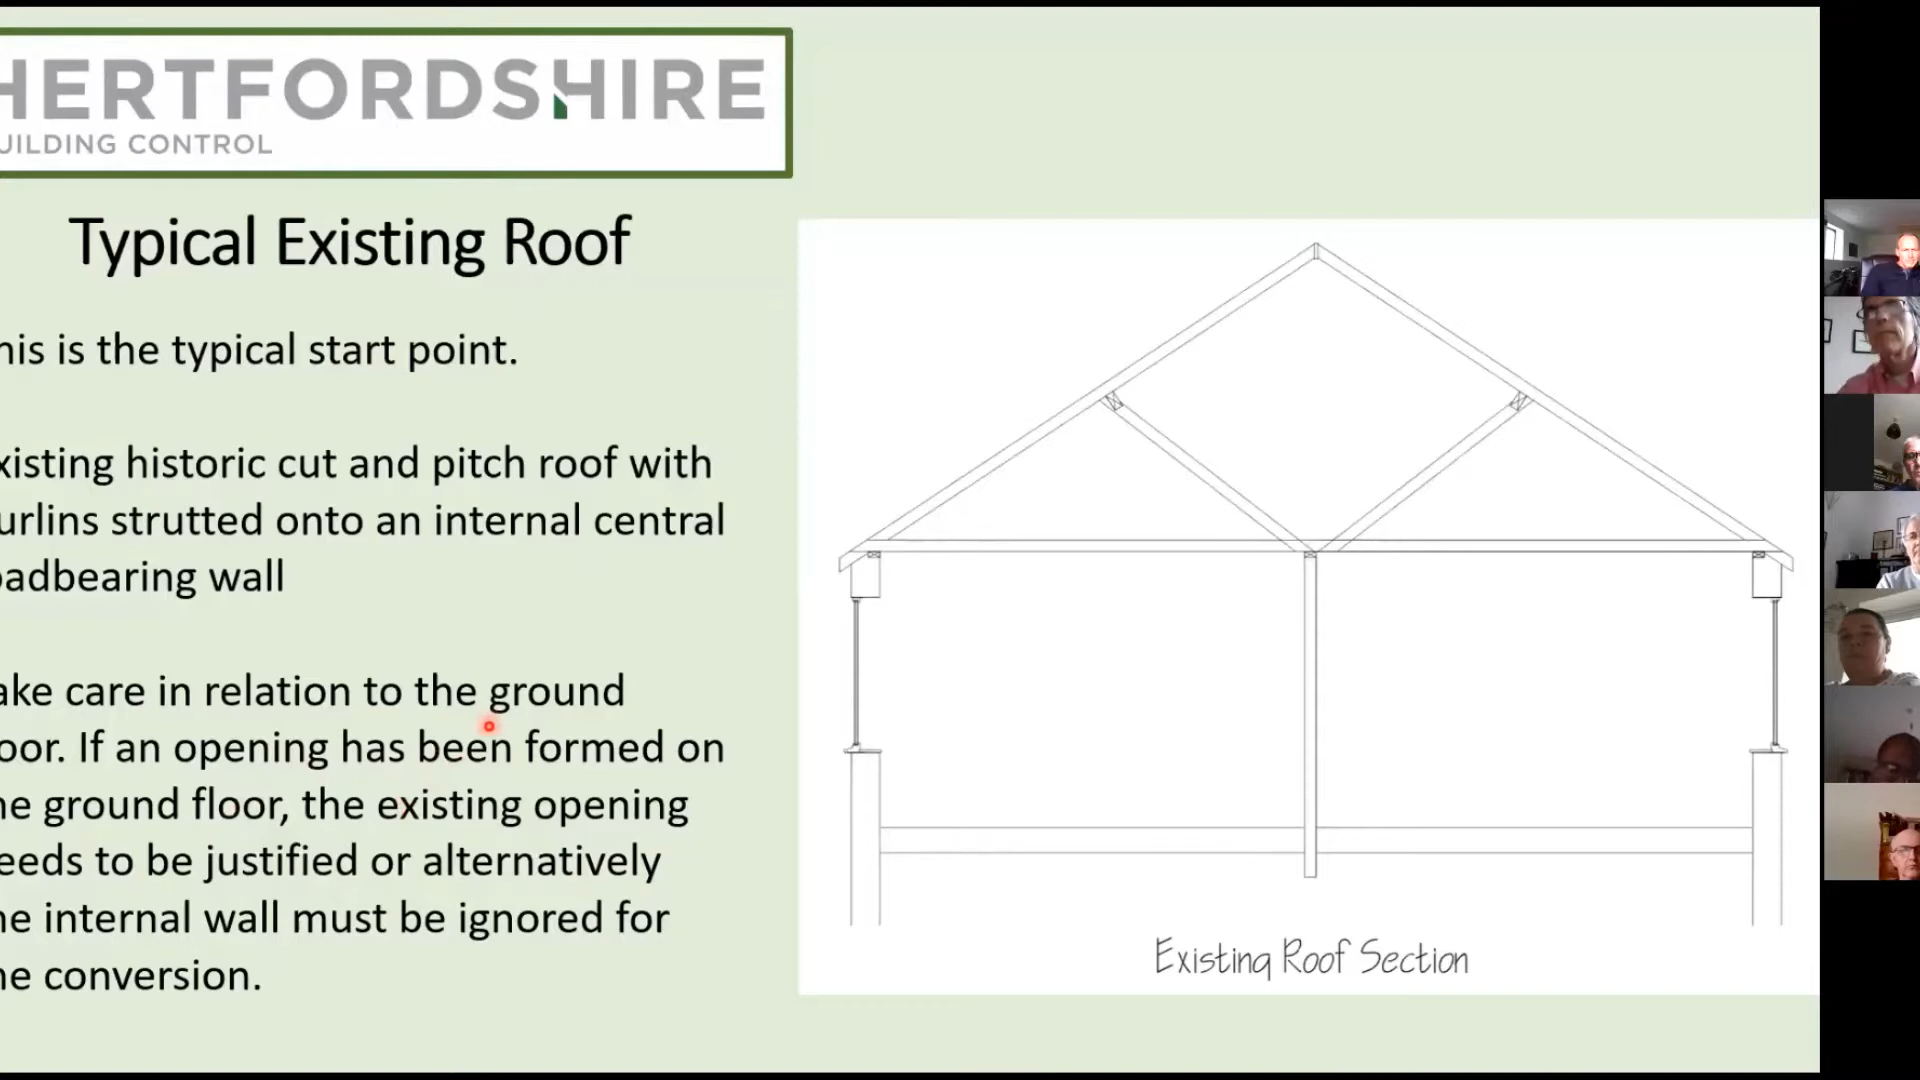 HERTFORDSHIRE
UILDING CONTROL
Typical Existing Roof
his is the typical start point.
xisting historic cut and pitch roof with
urlins strutted onto an internal central
oadbearing wall
ake care in relation to the ground
oor. If an opening has been formed on
he ground floor, the existing opening
eeds to be justified or alternatively
he internal wall must be ignored for
he conversion.
Existing Roof Section